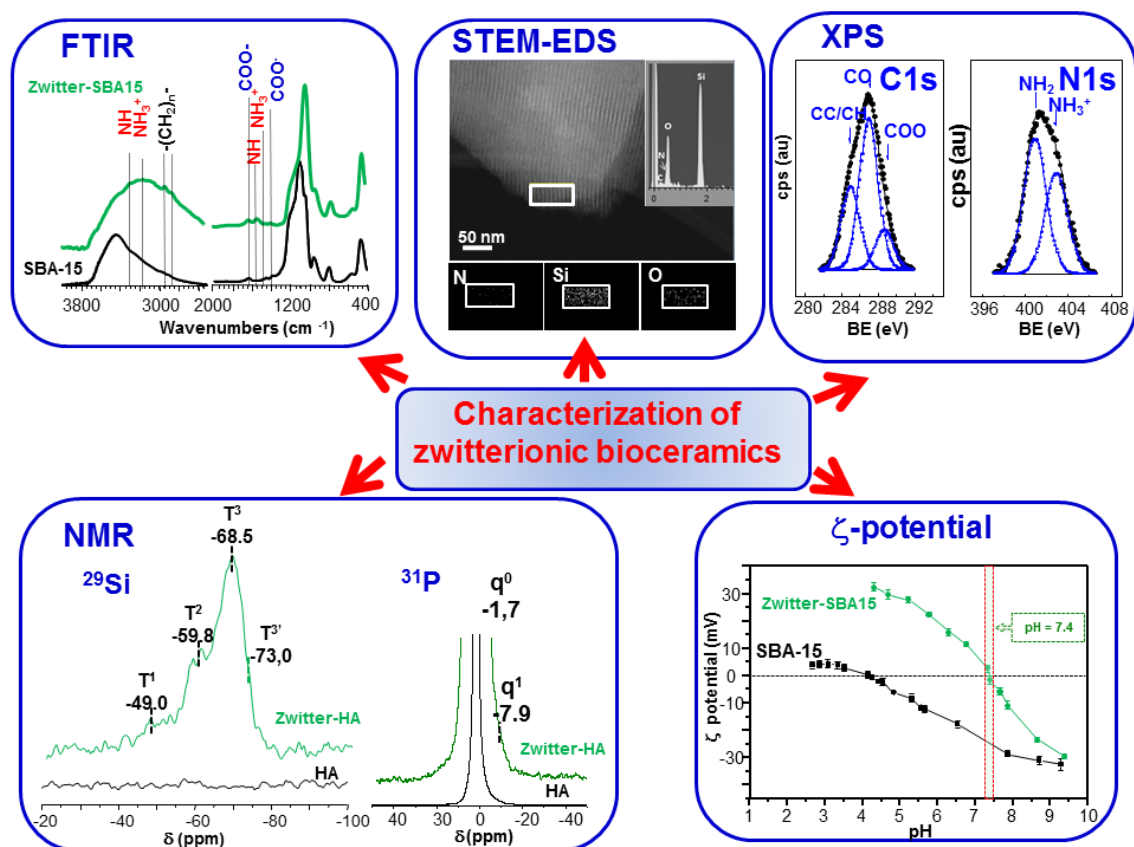 FTIR
Zwitter-SBA15
NH
NH₃⁺
-(CH₂)ₙ-
COO-
NH
NH₃⁺
COO⁻
SBA-15
3800 3000 2000 1200 400
Wavenumbers (cm ⁻¹)
STEM-EDS
Si
O
N
C
0 2
50 nm
N
Si
O
XPS
C1s
CO
CC/CH
COO
cps (au)
280 284 288 292
BE (eV)
N1s
NH₂
NH₃⁺
cps (au)
396 400 404 408
BE (eV)
Characterization of
zwitterionic bioceramics
NMR
²⁹Si
T³
-68.5
T²
-59,8
T³'
-73,0
T¹
-49.0
Zwitter-HA
HA
-20 -40 -60 -80 -100
δ (ppm)
³¹P
q⁰
-1,7
q¹
-7.9
Zwitter-HA
HA
40 20 0 -20 -40
δ (ppm)
ζ-potential
Zwitter-SBA15
SBA-15
pH = 7.4
ζ potential (mV)
30
15
0
-15
-30
1 2 3 4 5 6 7 8 9 10
pH